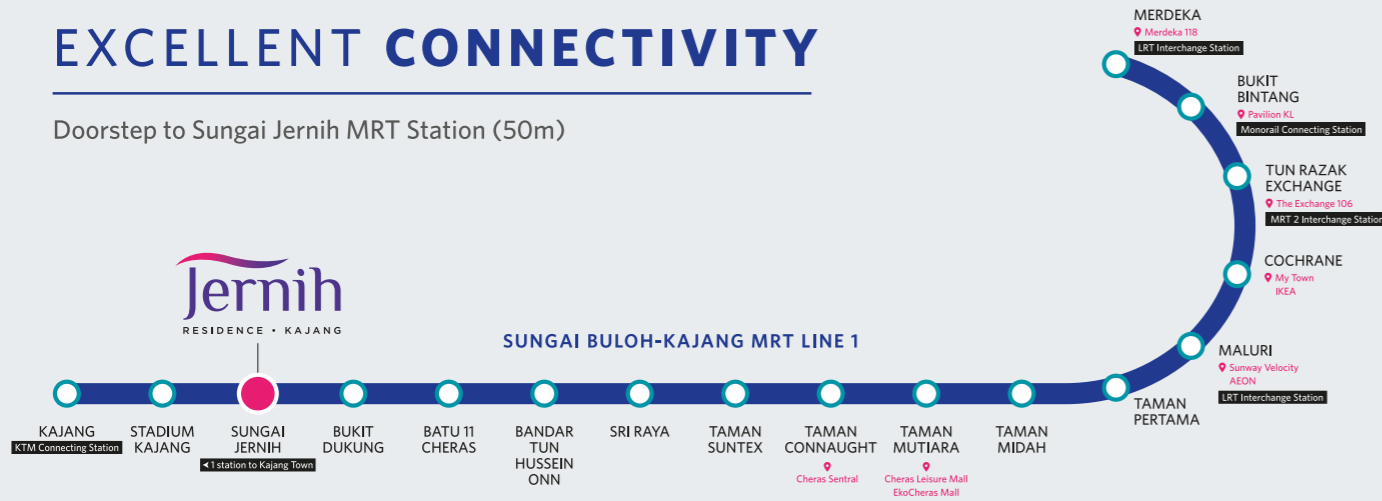 EXCELLENT CONNECTIVITY
Doorstep to Sungai Jernih MRT Station (50m)
Jernih
RESIDENCE • KAJANG
SUNGAI BULOH-KAJANG MRT LINE 1
KAJANG
KTM Connecting Station
STADIUM
KAJANG
SUNGAI
JERNIH
1 station to Kajang Town
BUKIT
DUKUNG
BATU 11
CHERAS
BANDAR
TUN
HUSSEIN
ONN
SRI RAYA
TAMAN
SUNTEX
TAMAN
CONNAUGHT
Cheras Sentral
TAMAN
MUTIARA
Cheras Leisure Mall
EkoCheras Mall
TAMAN
MIDAH
TAMAN
PERTAMA
MALURI
Sunway Velocity
AEON
LRT Interchange Station
COCHRANE
My Town
IKEA
TUN RAZAK
EXCHANGE
The Exchange 106
MRT 2 Interchange Station
BUKIT
BINTANG
Pavilion KL
Monorail Connecting Station
MERDEKA
Merdeka 118
LRT Interchange Station